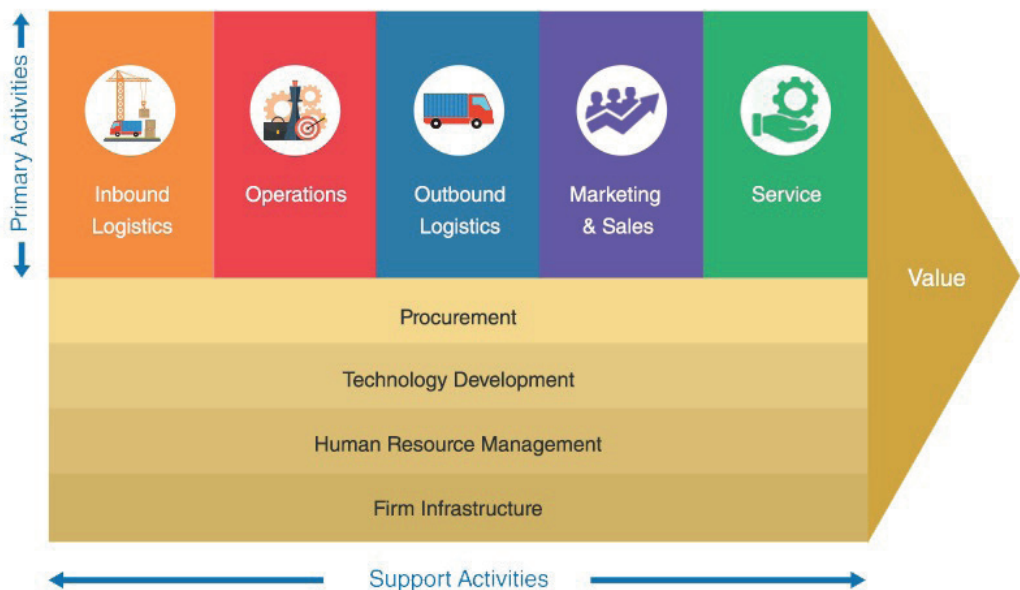 Primary Activities
Inbound
Logistics
Operations
Outbound
Logistics
Marketing
& Sales
Service
Value
Procurement
Technology Development
Human Resource Management
Firm Infrastructure
Support Activities